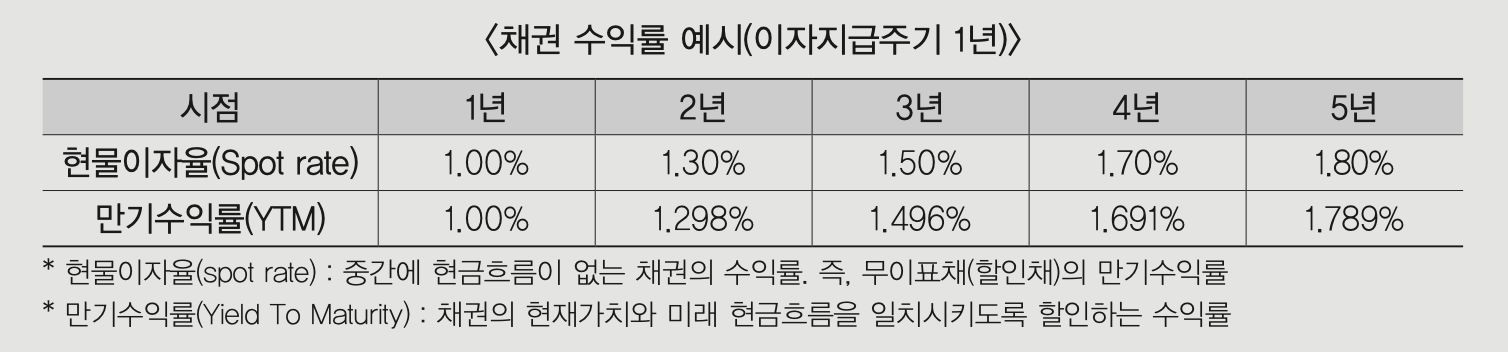 〈채권 수익률 예시(이자지급주기 1년)〉
시점 1년 2년 3년 4년 5년
현물이자율(Spot rate) 1.00% 1.30% 1.50% 1.70% 1.80%
만기수익률(YTM) 1.00% 1.298% 1.496% 1.691% 1.789%
* 현물이자율(spot rate) : 중간에 현금흐름이 없는 채권의 수익률. 즉, 무이표채(할인채)의 만기수익률
* 만기수익률(Yield To Maturity) : 채권의 현재가치와 미래 현금흐름을 일치시키도록 할인하는 수익률